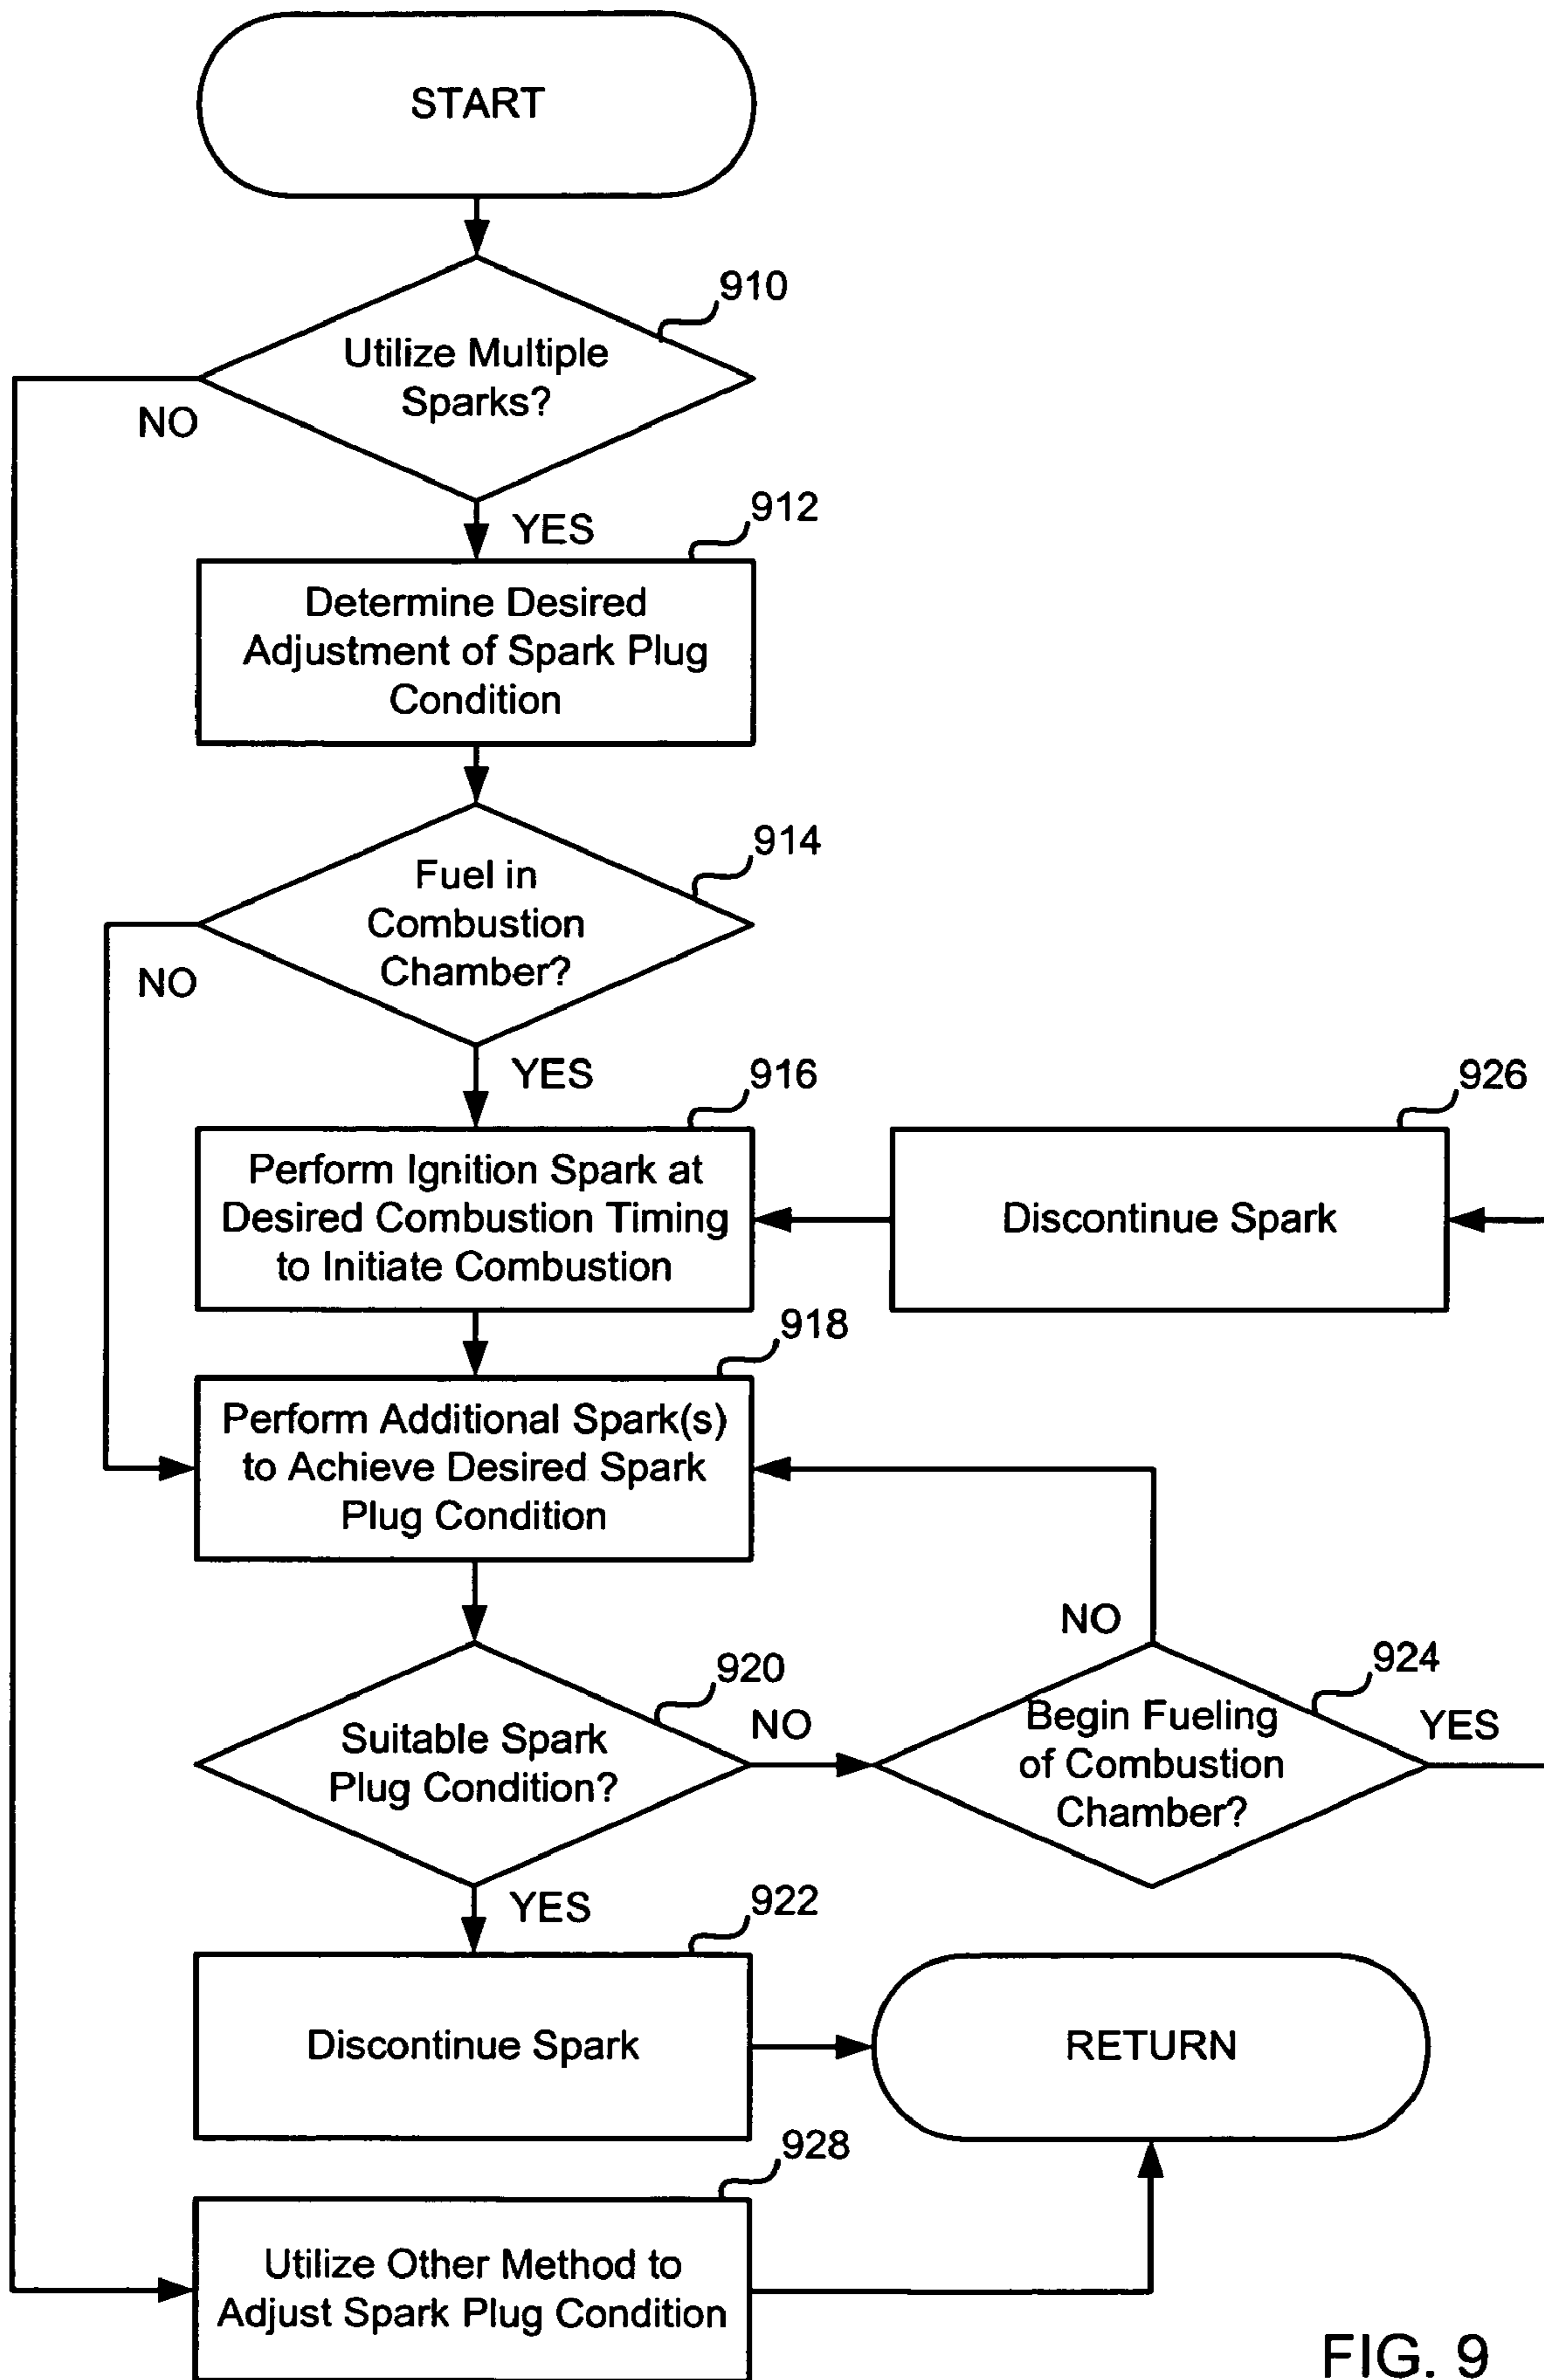 START
910
Utilize Multiple
Sparks?
NO
YES
912
Determine Desired
Adjustment of Spark Plug
Condition
914
Fuel in
Combustion
Chamber?
NO
YES
916
Perform Ignition Spark at
Desired Combustion Timing
to Initiate Combustion
926
Discontinue Spark
918
Perform Additional Spark(s)
to Achieve Desired Spark
Plug Condition
920
Suitable Spark
Plug Condition?
NO
NO
924
Begin Fueling
of Combustion
Chamber?
YES
YES
922
Discontinue Spark
RETURN
928
Utilize Other Method to
Adjust Spark Plug Condition
FIG. 9